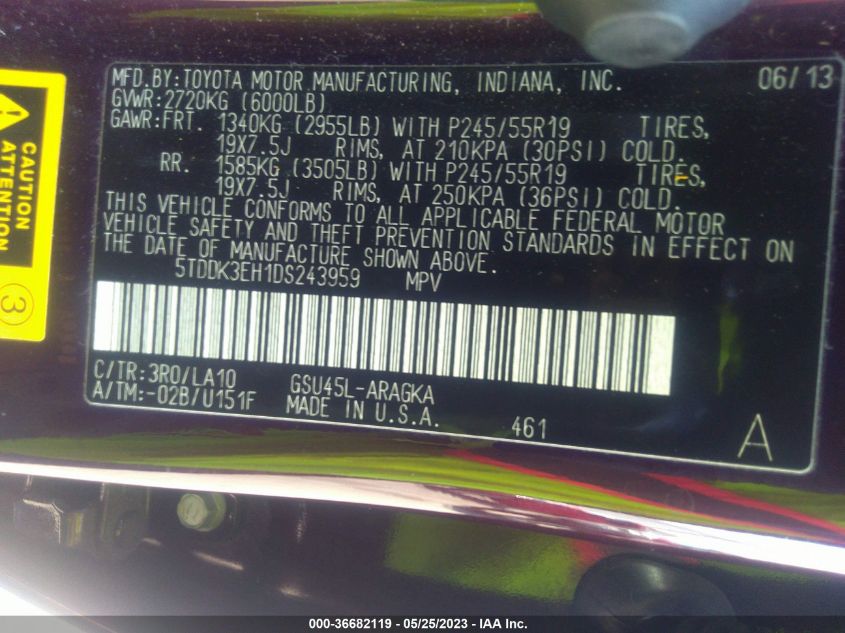 MFD.BY:TOYOTA MOTOR MANUFACTURING, INDIANA, INC. 06/13
GVWR:2720KG (6000LB)
GAWR:FRT. 1340KG (2955LB) WITH P245/55R19 TIRES,
19X7.5J RIMS, AT 210KPA (30PSI) COLD.
RR. 1585KG (3505LB) WITH P245/55R19 TIRES,
19X7.5J RIMS, AT 250KPA (36PSI) COLD.
THIS VEHICLE CONFORMS TO ALL APPLICABLE FEDERAL MOTOR
VEHICLE SAFETY AND THEFT PREVENTION STANDARDS IN EFFECT ON
THE DATE OF MANUFACTURE SHOWN ABOVE.
5TDDK3EH1DS243959 MPV
C/TR:3R0/LA10 GSU45L-ARAGKA
A/TM:-02B/U151F MADE IN U.S.A. 461
A
CAUTION
ATTENTION
3
000-36682119 - 05/25/2023 - IAA Inc.